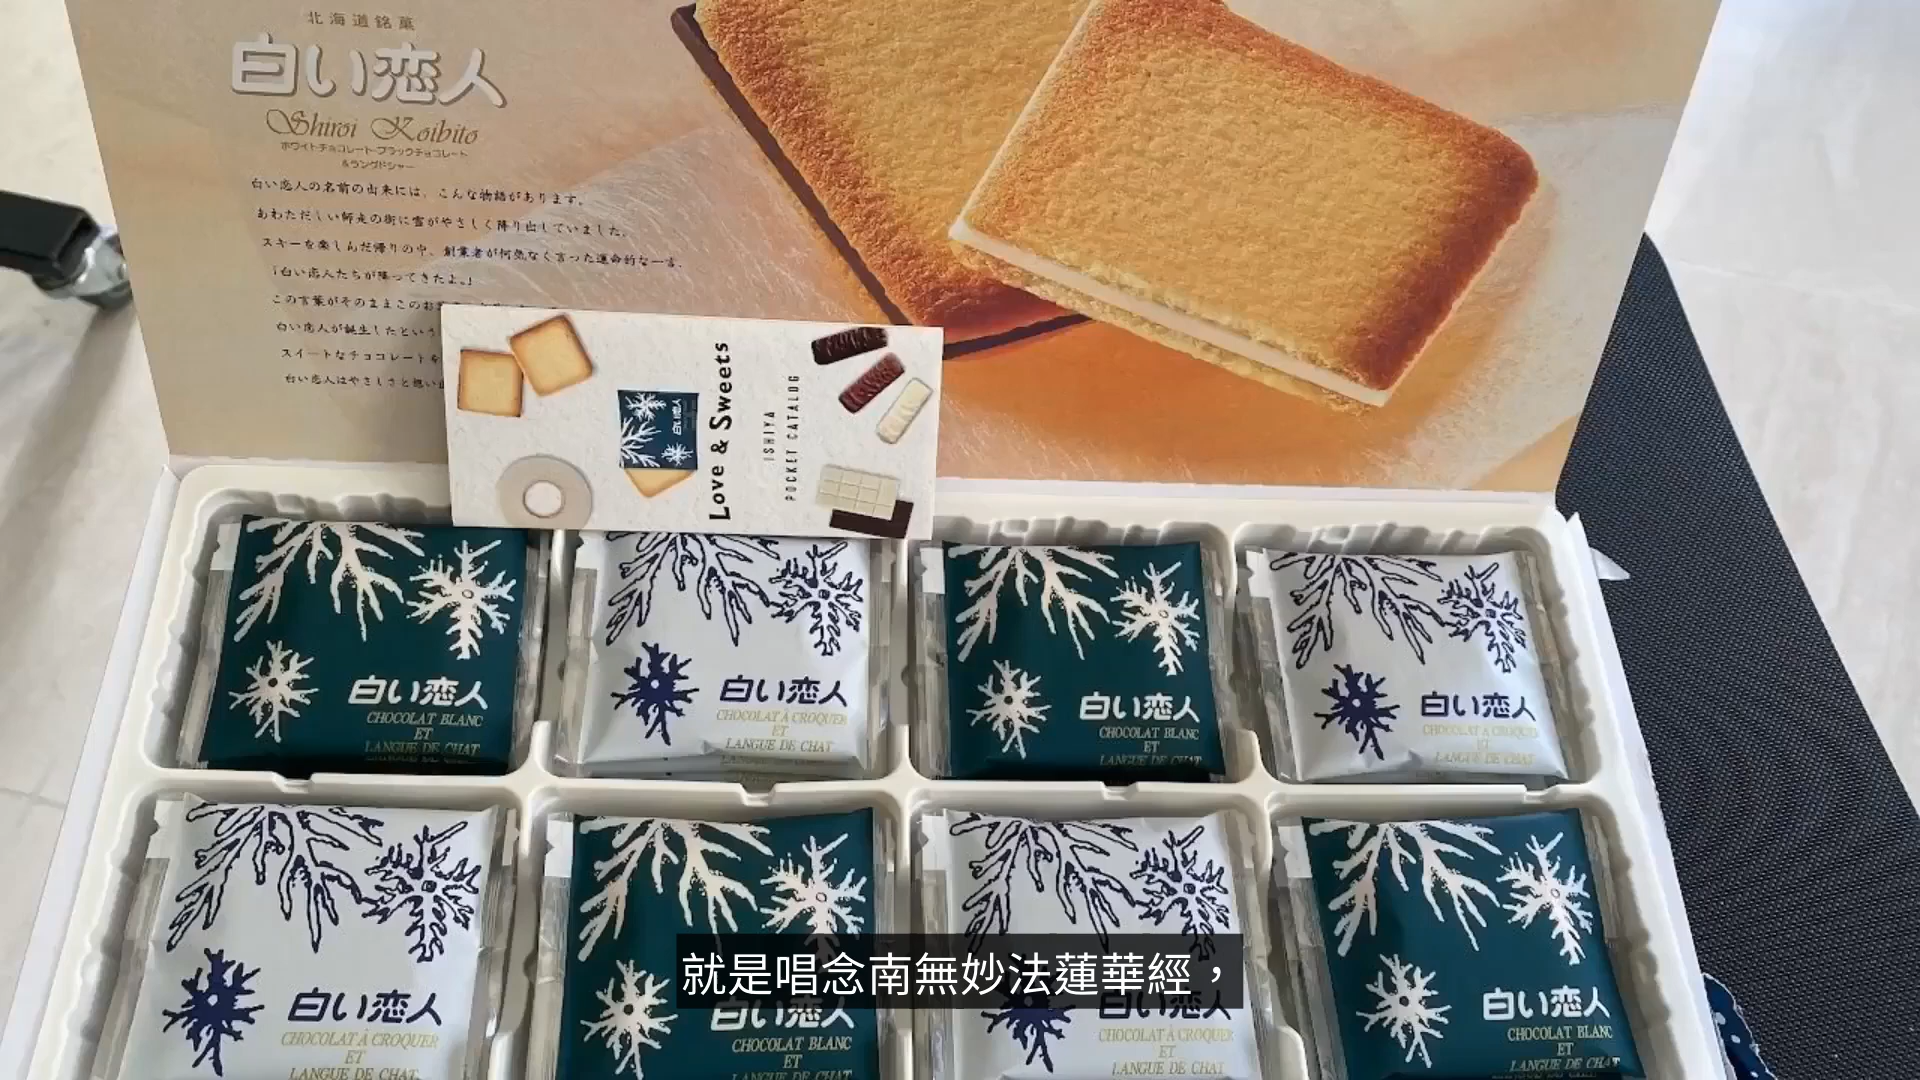 北海道銘菓
白い恋人
Shiroi Koibito
ホワイトチョコレート・ブラックチョコレート
&ラングドシャー
白い恋人の名前の由来には、こんな物語があります。
あわただしい師走の街に雪がやさしく降り出していました。
スキーを楽しんだ帰りの中、創業者が何気なく言った運命的な一言、
「白い恋人たちが降ってきたよ。」
この言葉がそのままこのお
白い恋人が誕生したという
スイートなチョコレートを
白い恋人はやさしさと想い
Love & Sweets
ISHIYA
POCKET CATALOG
白い恋人
白い恋人
CHOCOLAT BLANC
ET
LANGUE DE CHAT
白い恋人
CHOCOLAT À CROQUER
ET
LANGUE DE CHAT
白い恋人
CHOCOLAT BLANC
ET
LANGUE DE CHAT
白い恋人
CHOCOLAT À CROQUER
ET
LANGUE DE CHAT
白い恋人
CHOCOLAT À CROQUER
ET
LANGUE DE CHAT
白い恋人
CHOCOLAT BLANC
ET
LANGUE DE CHAT
白い恋人
CHOCOLAT À CROQUER
ET
LANGUE DE CHAT
白い恋人
CHOCOLAT BLANC
ET
LANGUE DE CHAT
就是唱念南無妙法蓮華經，